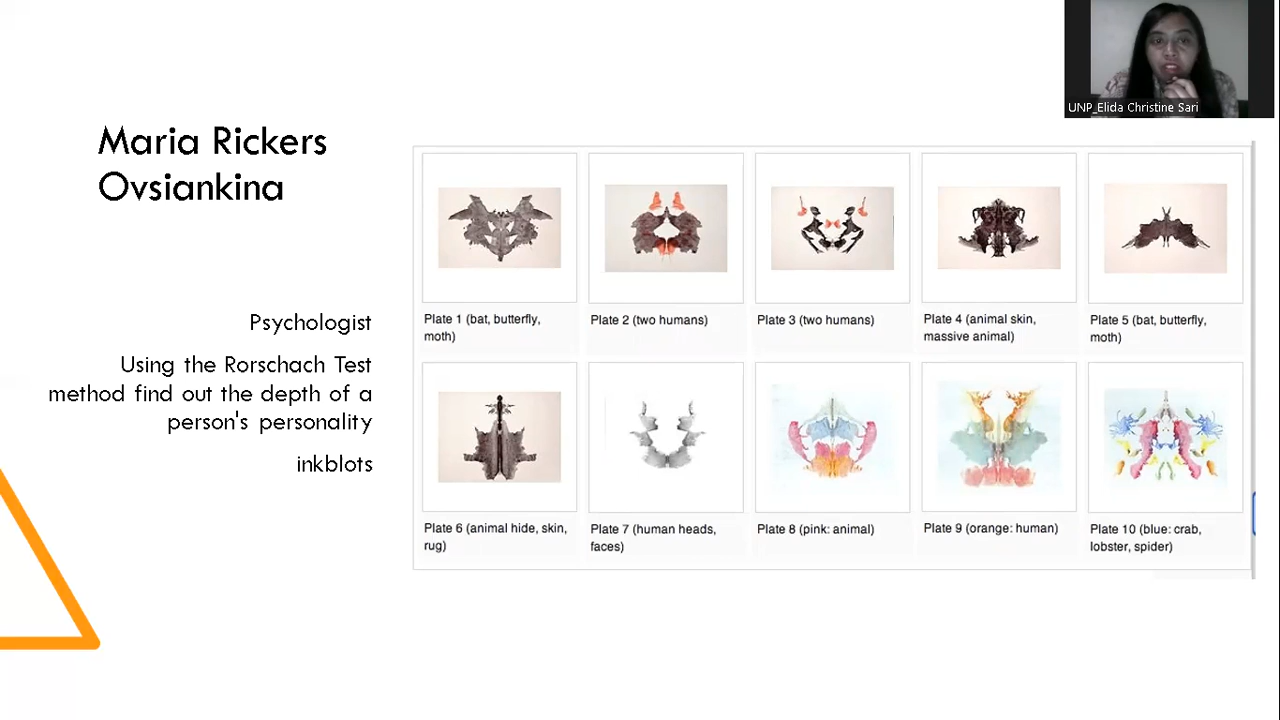 UNP_Elida Christine Sari
Maria Rickers
Ovsiankina
Psychologist
Using the Rorschach Test
method find out the depth of a
person's personality
inkblots
Plate 1 (bat, butterfly,
moth)
Plate 2 (two humans)
Plate 3 (two humans)
Plate 4 (animal skin,
massive animal)
Plate 5 (bat, butterfly,
moth)
Plate 6 (animal hide, skin,
rug)
Plate 7 (human heads,
faces)
Plate 8 (pink: animal)
Plate 9 (orange: human)
Plate 10 (blue: crab,
lobster, spider)